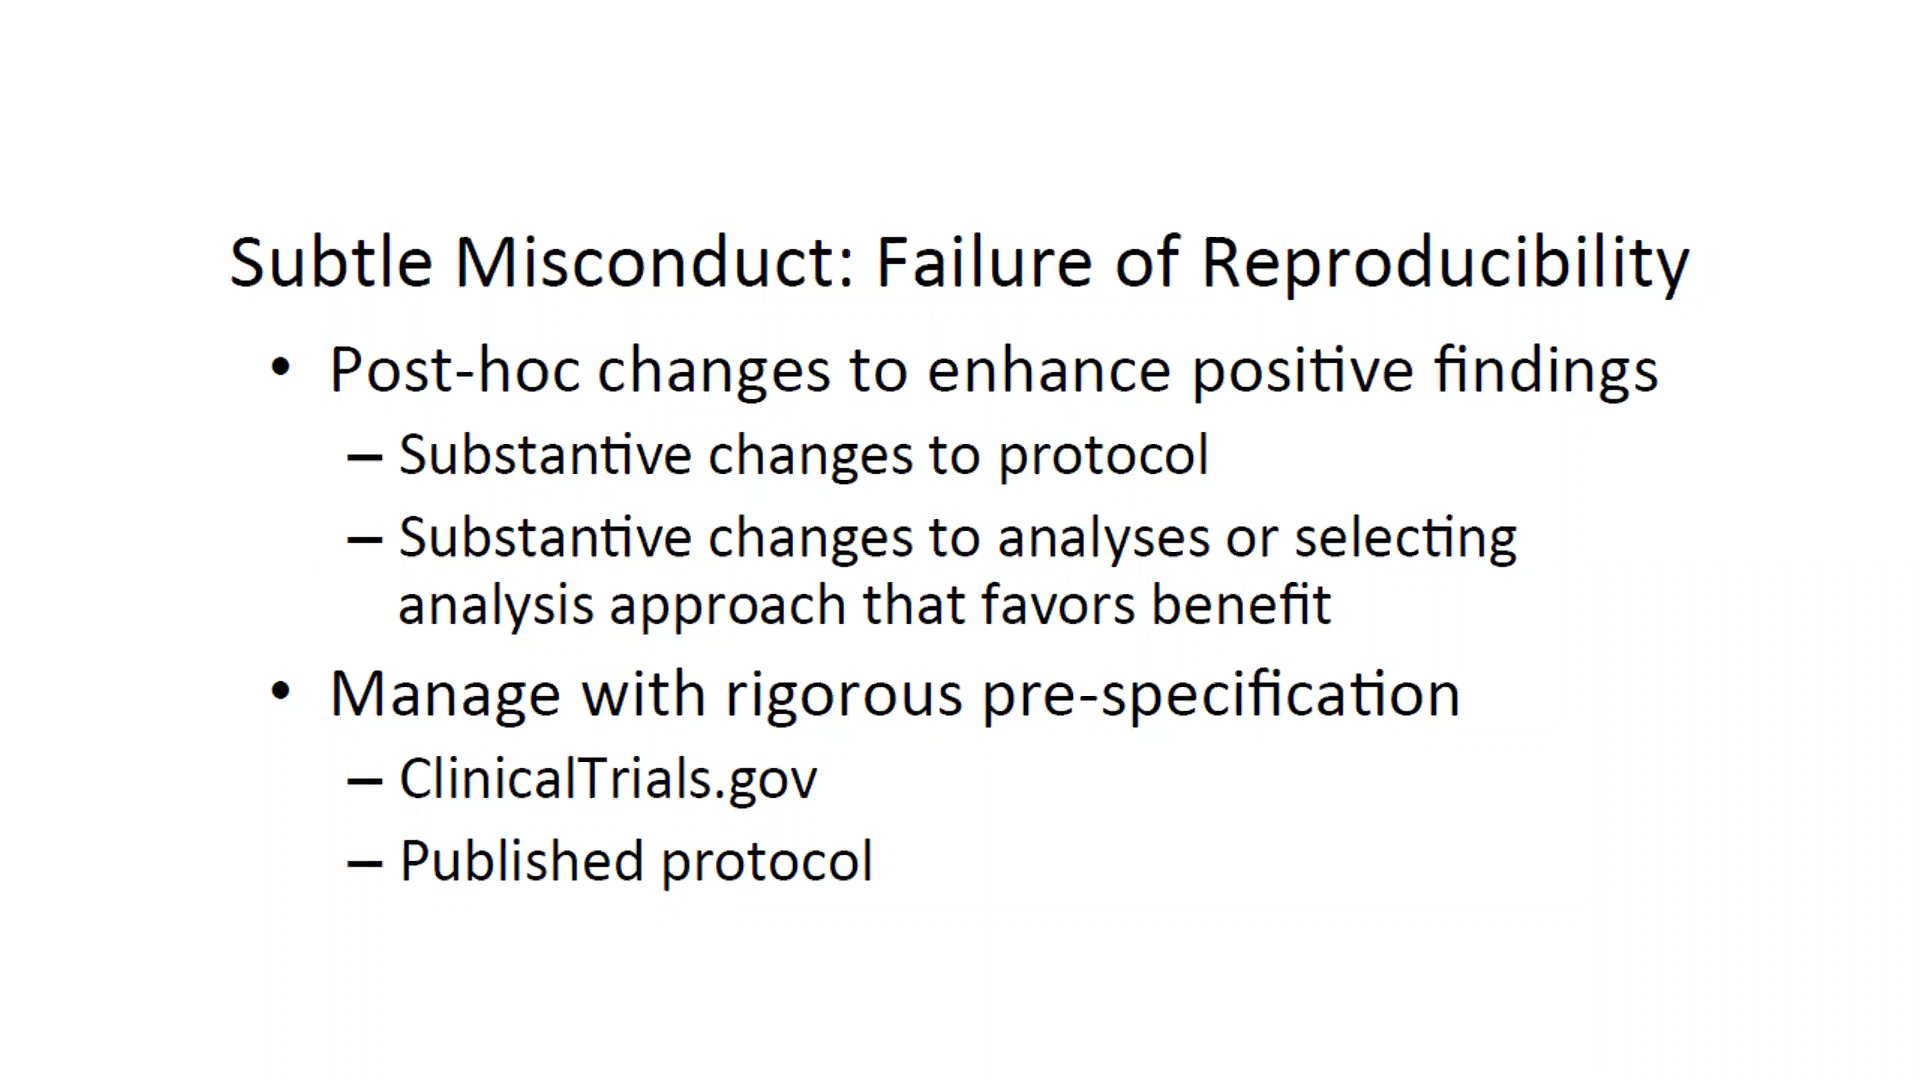 Subtle Misconduct: Failure of Reproducibility
• Post-hoc changes to enhance positive findings
– Substantive changes to protocol
– Substantive changes to analyses or selecting
analysis approach that favors benefit
• Manage with rigorous pre-specification
– ClinicalTrials.gov
– Published protocol